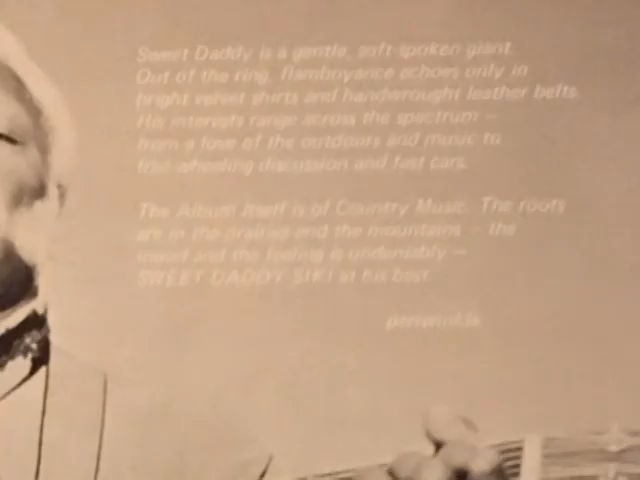 Sweet Daddy is a gentle, soft-spoken giant.
Out of the ring, flamboyance echoes only in
bright velvet shirts and handwrought leather belts.
His interests range across the spectrum —
from a love of the outdoors and music to
free-wheeling discussion and fast cars.
The Album itself is of Country Music. The roots
are in the prairies and the mountains — the
mood and the feeling is undeniably —
SWEET DADDY SIKI at his best.
periwinkle